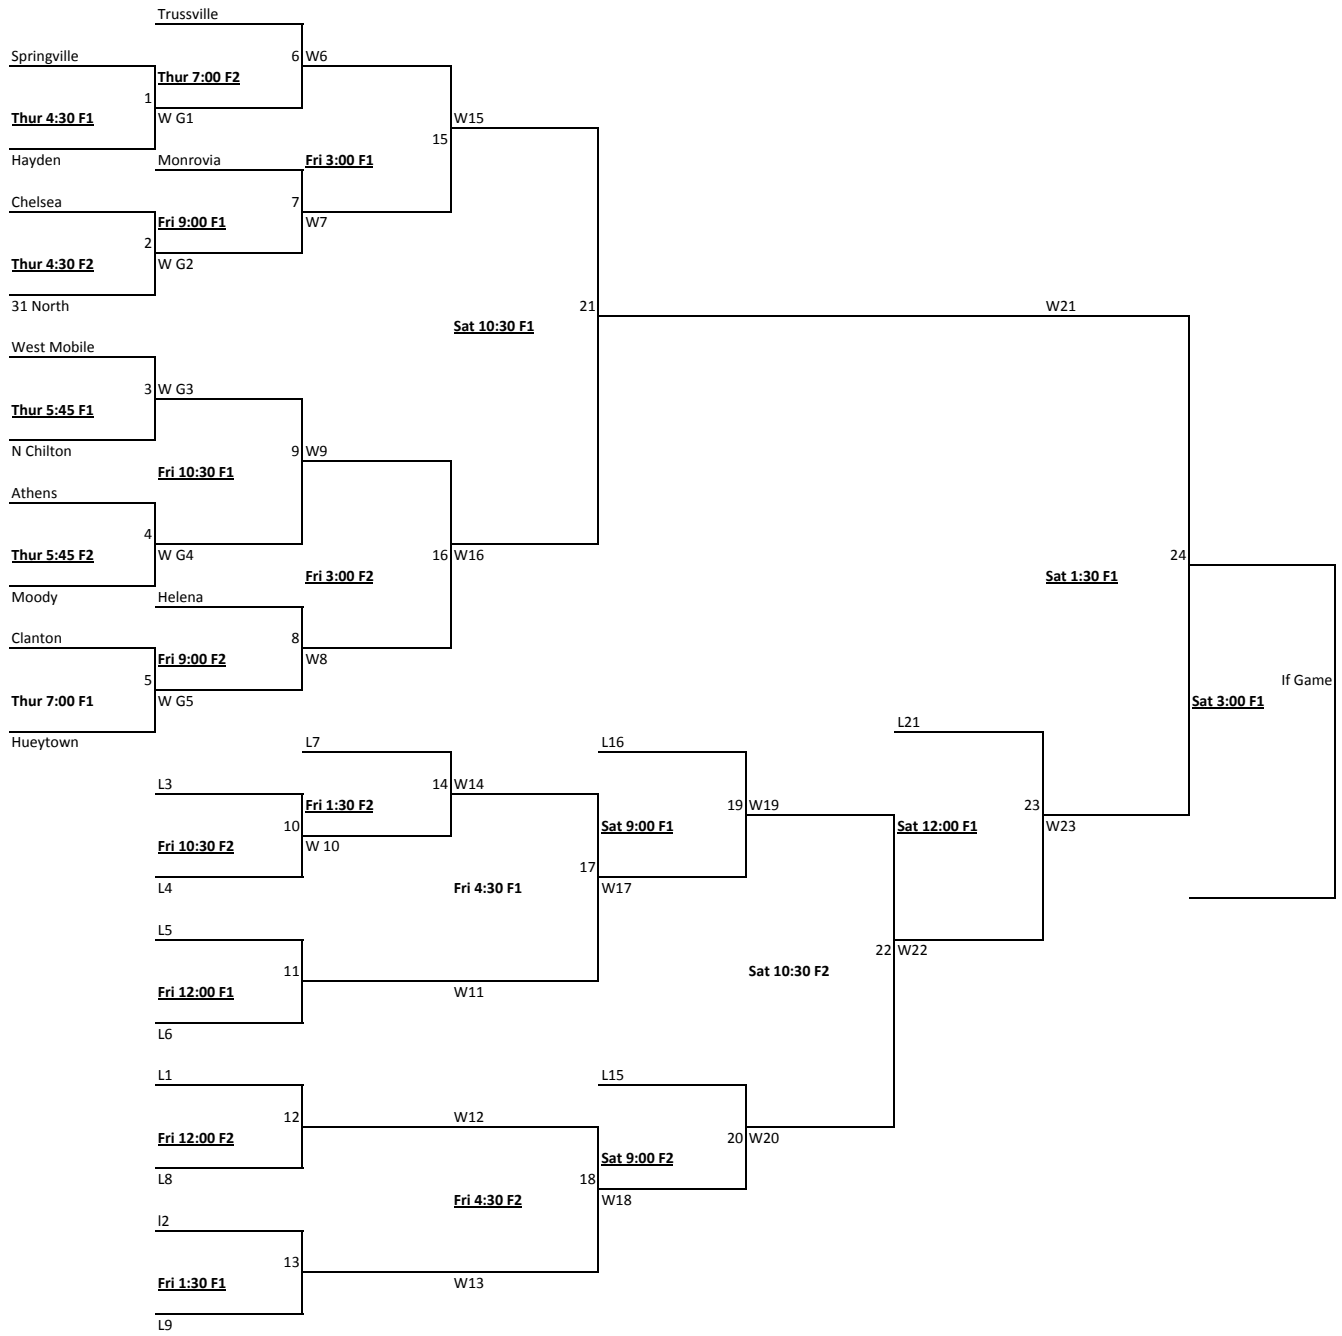 Trussville
Springville
6 W6
Thur 7:00 F2
1
Thur 4:30 F1
W G1
W15
15
Hayden
Monrovia
Fri 3:00 F1
Chelsea
7
Fri 9:00 F1
W7
2
Thur 4:30 F2
W G2
31 North
21
W21
Sat 10:30 F1
West Mobile
3 W G3
Thur 5:45 F1
N Chilton
9 W9
Fri 10:30 F1
Athens
4
Thur 5:45 F2
W G4
16 W16
24
Fri 3:00 F2
Sat 1:30 F1
Moody
Helena
Clanton
8
Fri 9:00 F2
W8
5
If Game
Thur 7:00 F1
W G5
Sat 3:00 F1
L21
Hueytown
L7
L16
L3
14 W14
Fri 1:30 F2
19 W19
23
10
Sat 9:00 F1
Sat 12:00 F1
W23
Fri 10:30 F2
W 10
17
L4
Fri 4:30 F1
W17
L5
22 W22
11
Sat 10:30 F2
Fri 12:00 F1
W11
L6
L1
L15
12
W12
Fri 12:00 F2
20 W20
Sat 9:00 F2
L8
18
Fri 4:30 F2
W18
l2
13
Fri 1:30 F1
W13
L9